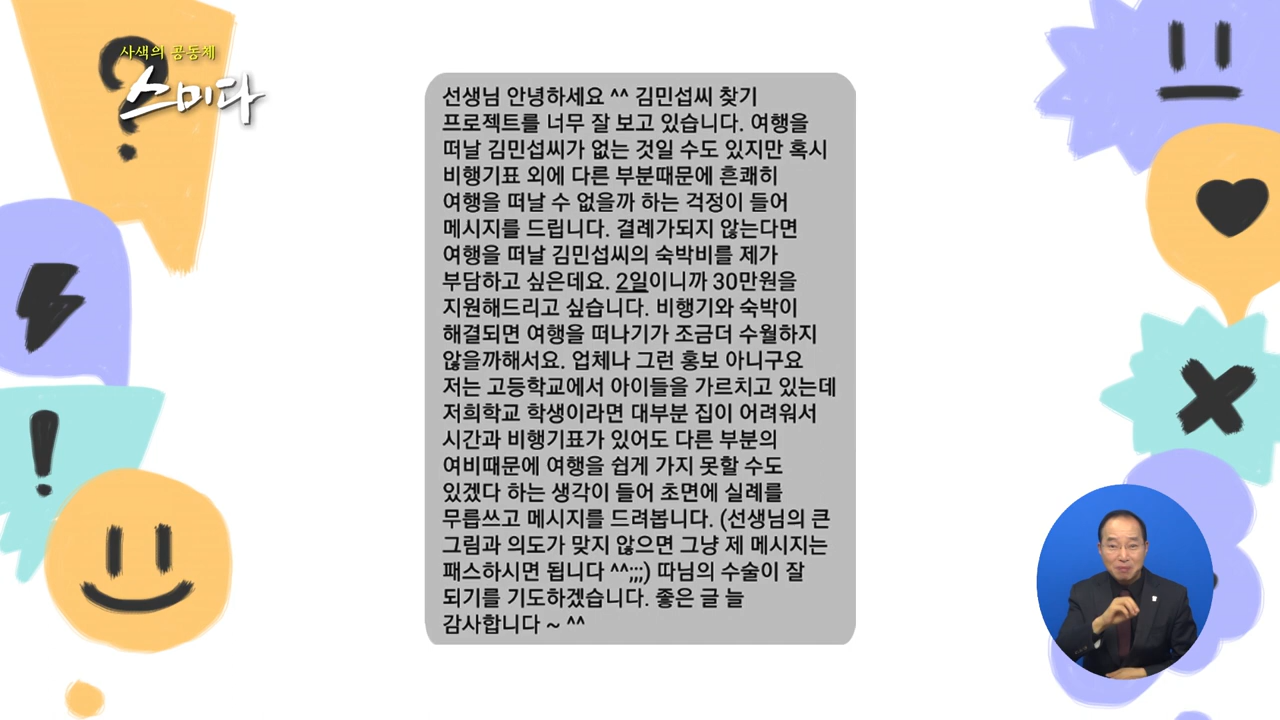 사색의 공동체
스미다
선생님 안녕하세요 ^^ 김민섭씨 찾기
프로젝트를 너무 잘 보고 있습니다. 여행을
떠날 김민섭씨가 없는 것일 수도 있지만 혹시
비행기표 외에 다른 부분때문에 흔쾌히
여행을 떠날 수 없을까 하는 걱정이 들어
메시지를 드립니다. 결례가되지 않는다면
여행을 떠날 김민섭씨의 숙박비를 제가
부담하고 싶은데요. 2일이니까 30만원을
지원해드리고 싶습니다. 비행기와 숙박이
해결되면 여행을 떠나기가 조금더 수월하지
않을까해서요. 업체나 그런 홍보 아니구요
저는 고등학교에서 아이들을 가르치고 있는데
저희학교 학생이라면 대부분 집이 어려워서
시간과 비행기표가 있어도 다른 부분의
여비때문에 여행을 쉽게 가지 못할 수도
있겠다 하는 생각이 들어 초면에 실례를
무릅쓰고 메시지를 드려봅니다. (선생님의 큰
그림과 의도가 맞지 않으면 그냥 제 메시지는
패스하시면 됩니다 ^^;;;) 따님의 수술이 잘
되기를 기도하겠습니다. 좋은 글 늘
감사합니다 ~ ^^